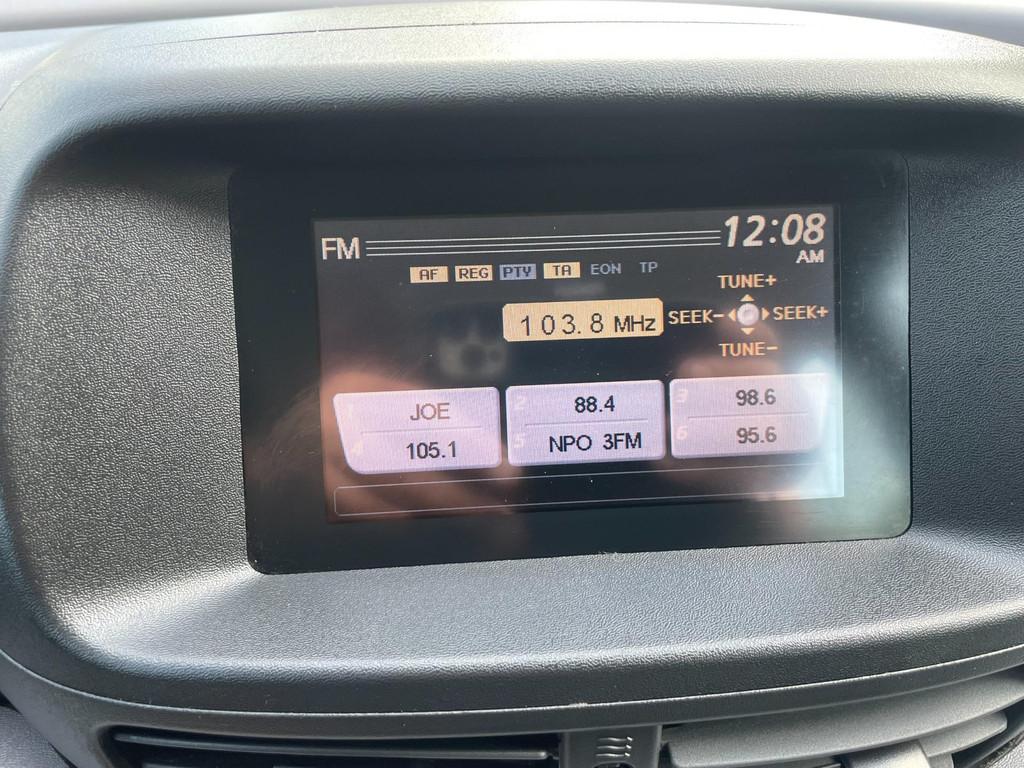 FM 12:08
AM
AF REG PTY TA EON TP
TUNE+
103.8 MHz SEEK- SEEK+
TUNE-
1 JOE 2 88.4 3 98.6
4 105.1 5 NPO 3FM 6 95.6